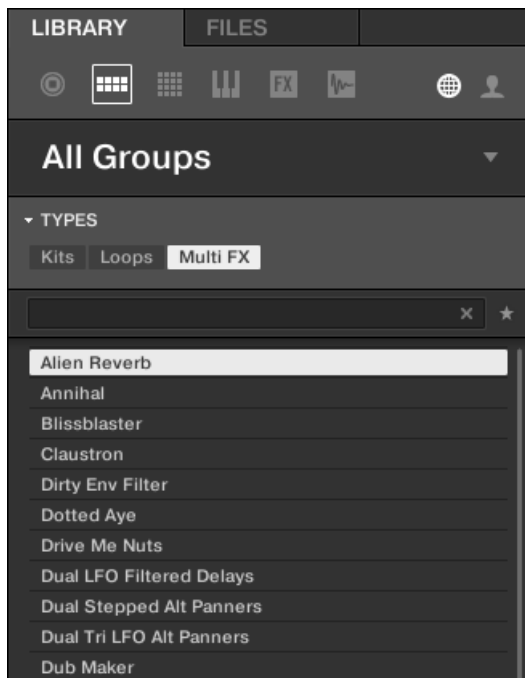 LIBRARY FILES
FX
All Groups
TYPES
Kits Loops Multi FX
Alien Reverb
Annihal
Blissblaster
Claustron
Dirty Env Filter
Dotted Aye
Drive Me Nuts
Dual LFO Filtered Delays
Dual Stepped Alt Panners
Dual Tri LFO Alt Panners
Dub Maker